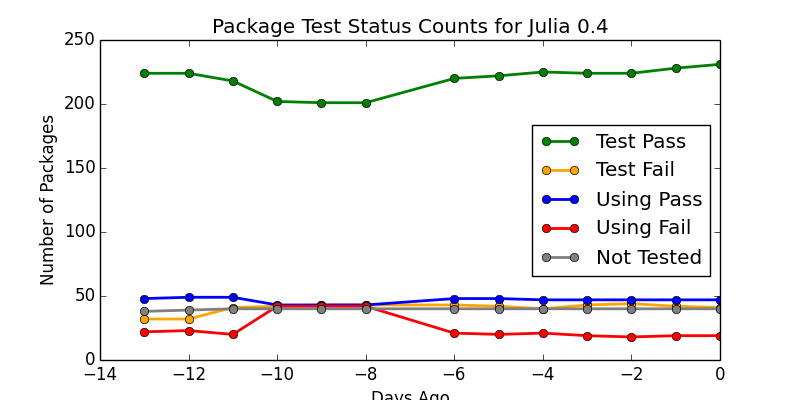 Package Test Status Counts for Julia 0.4
Number of Packages
250
200
150
100
50
0
Test Pass
Test Fail
Using Pass
Using Fail
Not Tested
−14
−12
−10
−8
−6
−4
−2
0
Days Ago